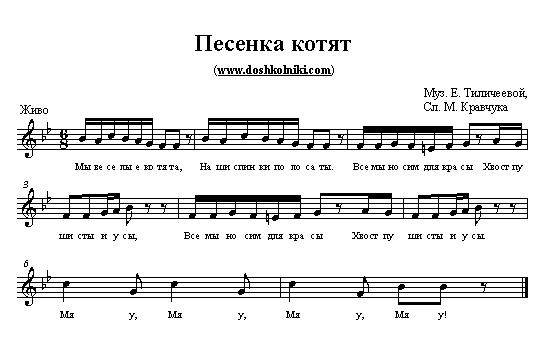 Песенка котят
(www.doshkolniki.com)
Муз. Е. Тиличеевой,
Живо Сл. М. Кравчука
6 8
Мы ве се лы е ко тя та, На ши спин ки по ло са ты. Все мы но сим для кра сы Хвост пу
3
ши сты и у сы, Все мы но сим для кра сы Хвост пу ши сты и у сы.
6
Мя у, Мя у, Мя у, Мя у!